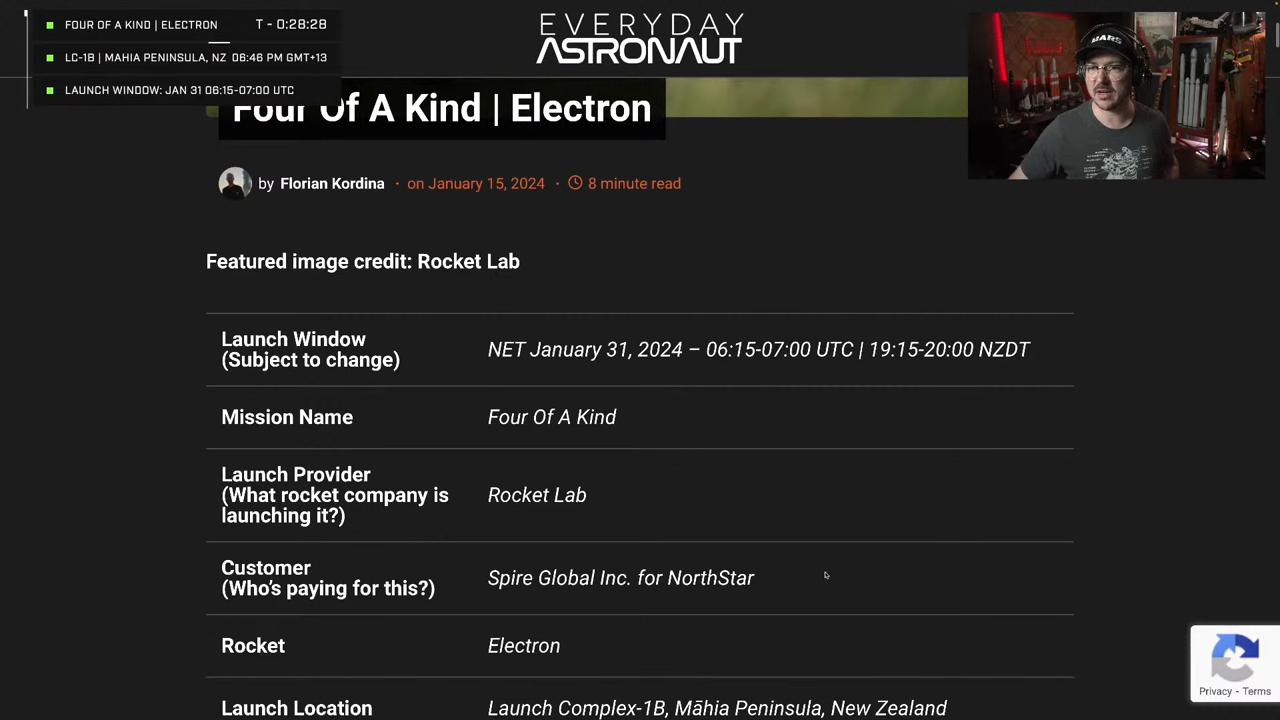 FOUR OF A KIND | ELECTRON T - 0:28:28
LC-1B | MAHIA PENINSULA, NZ 06:46 PM GMT+13
LAUNCH WINDOW: JAN 31 06:15-07:00 UTC
EVERYDAY
ASTRONAUT
MARS
Four Of A Kind | Electron
by Florian Kordina · on January 15, 2024 · 8 minute read
Featured image credit: Rocket Lab
Launch Window
(Subject to change)
NET January 31, 2024 – 06:15-07:00 UTC | 19:15-20:00 NZDT
Mission Name
Four Of A Kind
Launch Provider
(What rocket company is
launching it?)
Rocket Lab
Customer
(Who’s paying for this?)
Spire Global Inc. for NorthStar
Rocket
Electron
Launch Location
Launch Complex-1B, Māhia Peninsula, New Zealand
Privacy - Terms